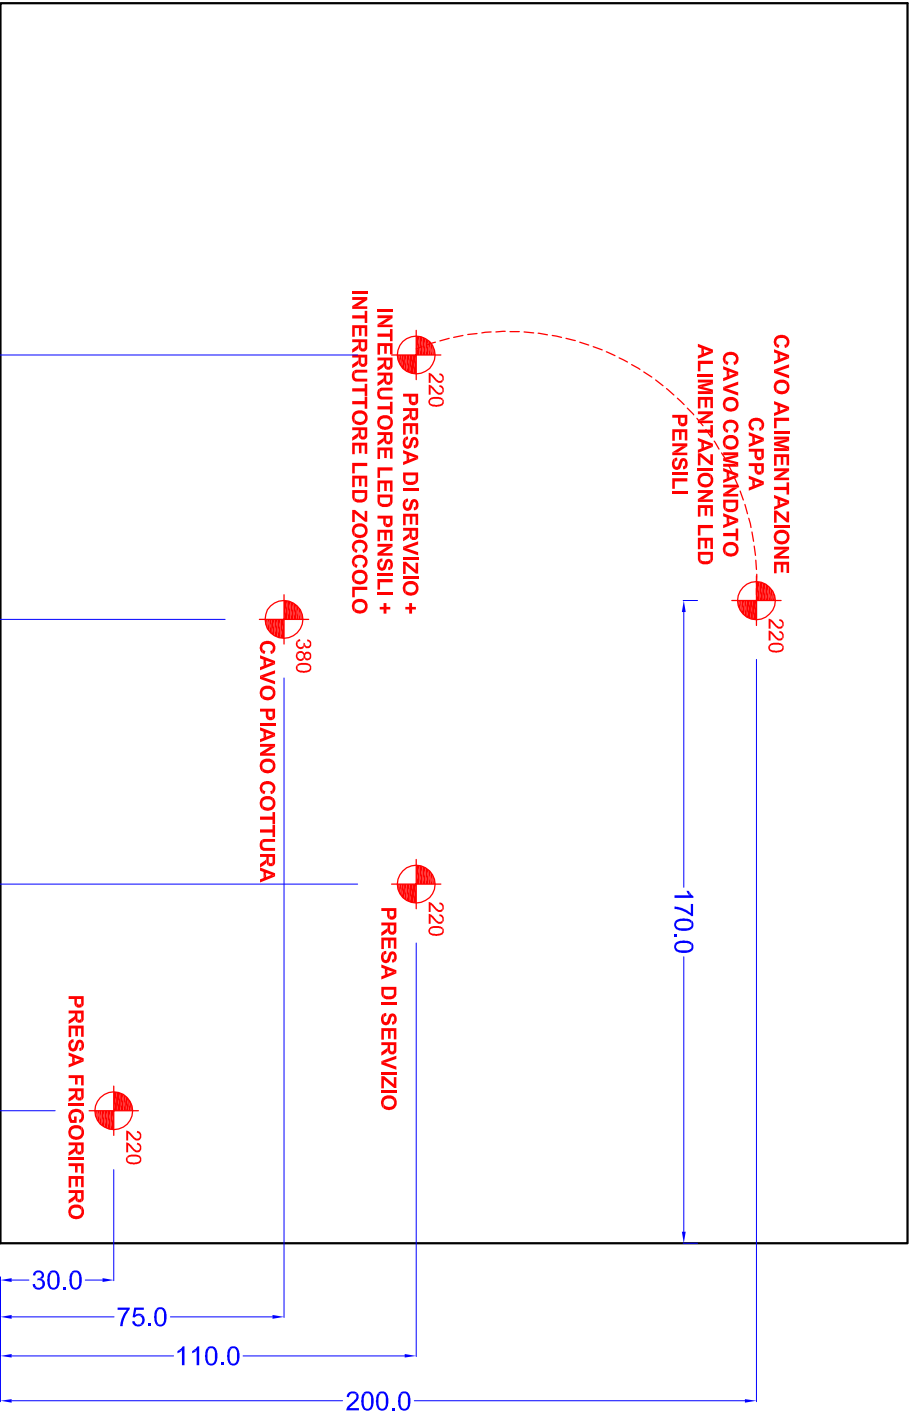 CAVO ALIMENTAZIONE
CAPPA
CAVO COMANDATO
ALIMENTAZIONE LED
PENSILI
220
170.0
220
PRESA DI SERVIZIO +
INTERRUTORE LED PENSILI +
INTERRUTTORE LED ZOCCOLO
220
PRESA DI SERVIZIO
380
CAVO PIANO COTTURA
220
PRESA FRIGORIFERO
30.0
75.0
110.0
200.0